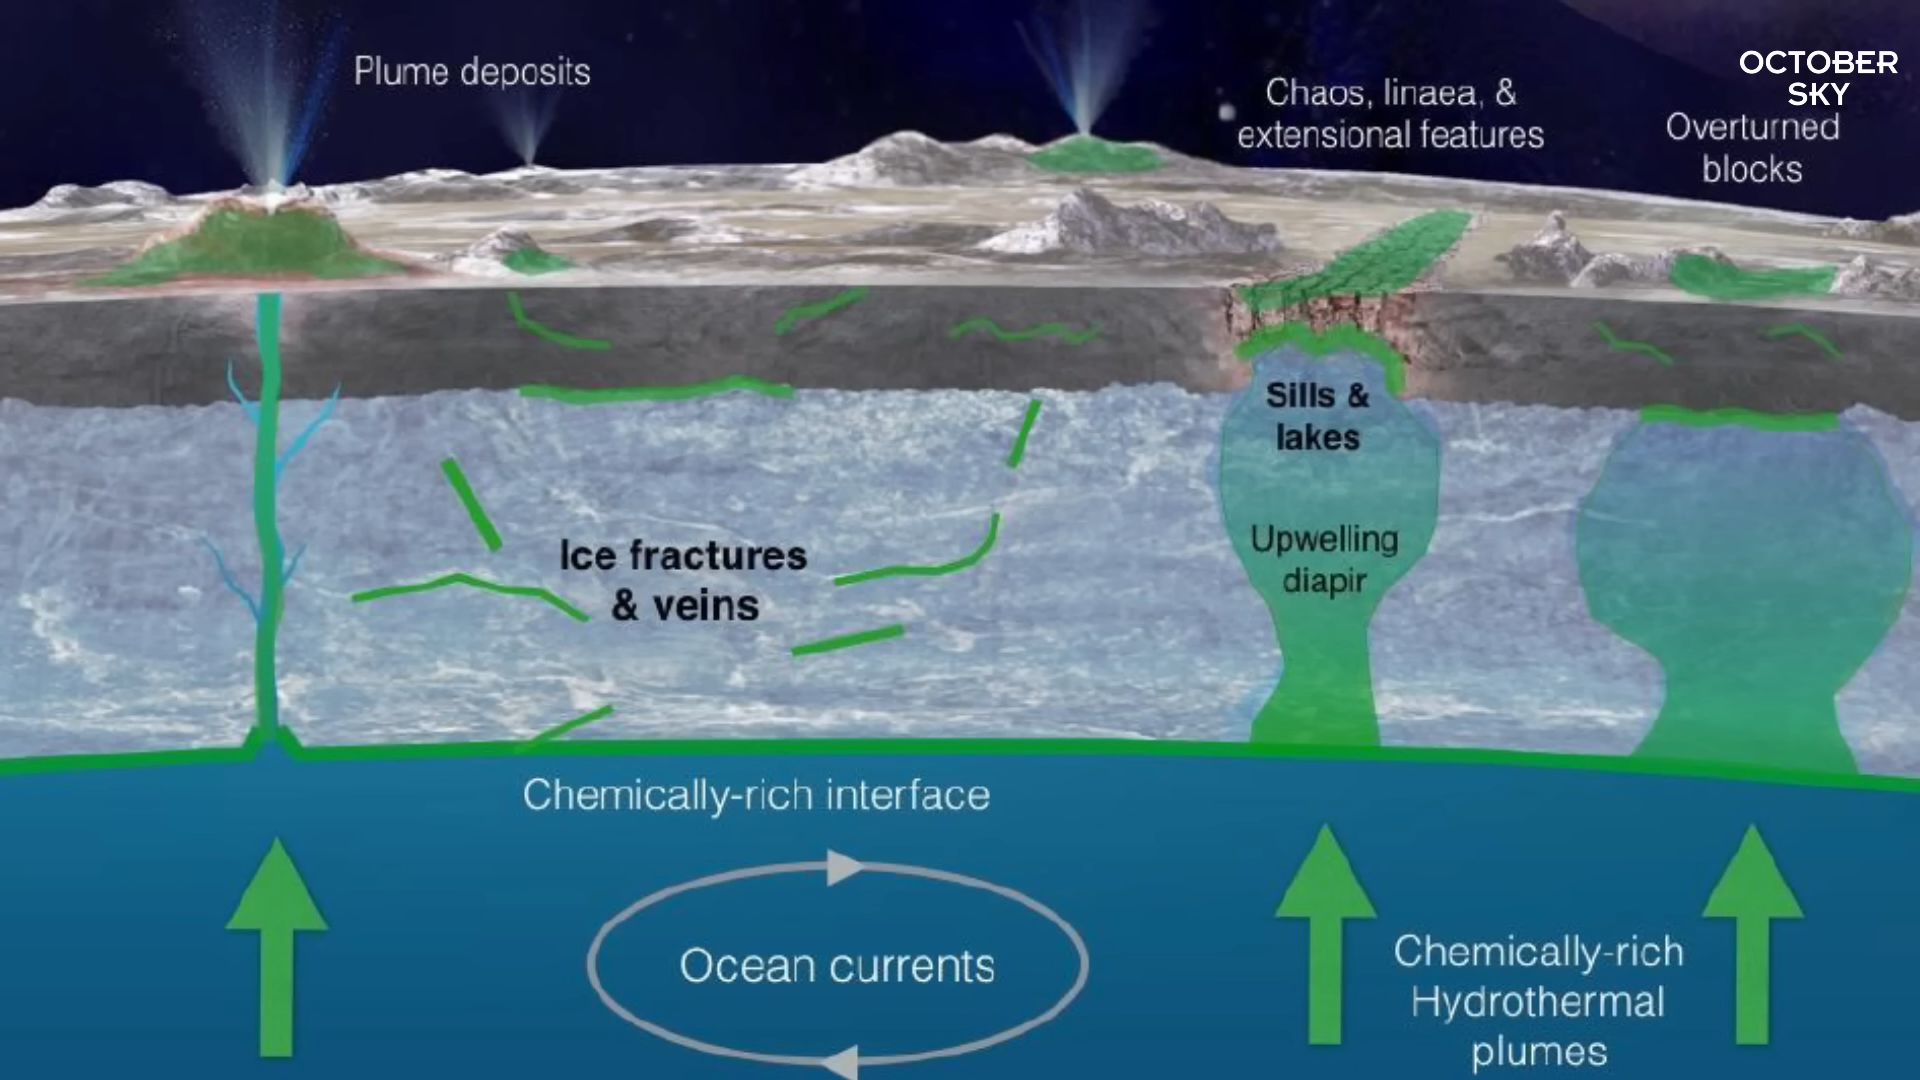 Plume deposits
OCTOBER
SKY
Chaos, linaea, &
extensional features
Overturned
blocks
Sills &
lakes
Upwelling
diapir
Ice fractures
& veins
Chemically-rich interface
Ocean currents
Chemically-rich
Hydrothermal
plumes